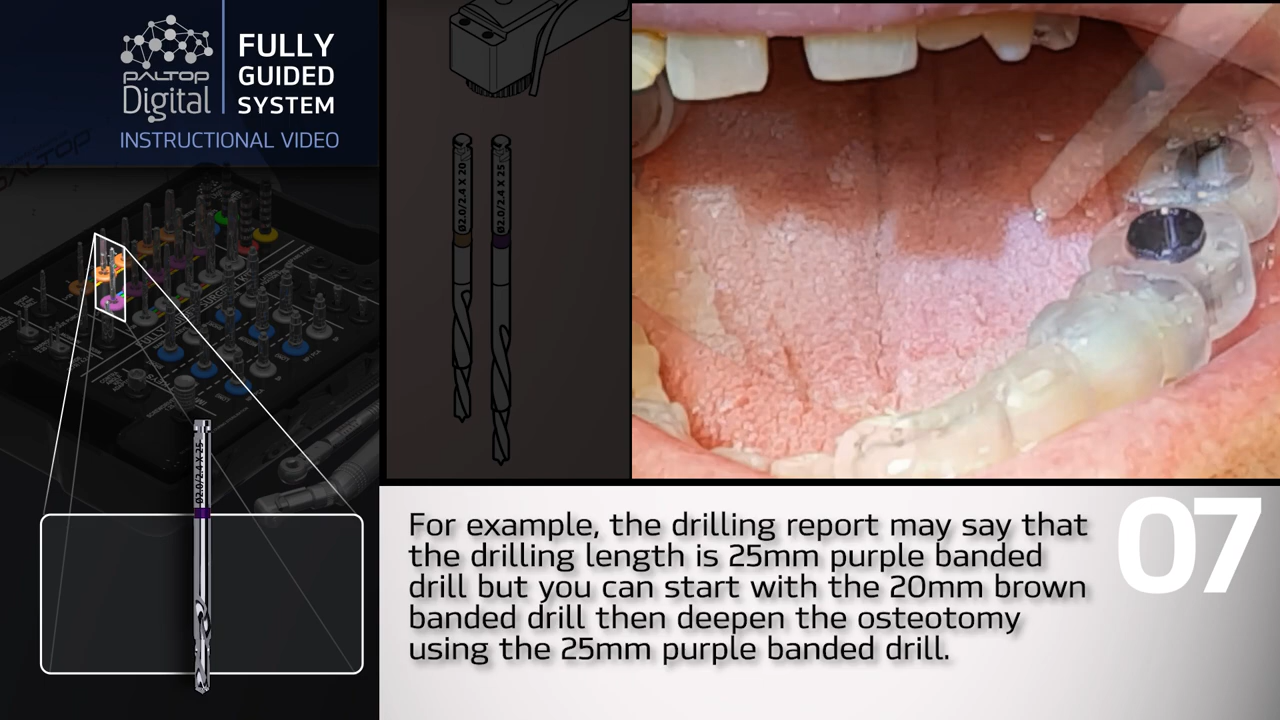 PALTOP
Digital
FULLY
GUIDED
SYSTEM
INSTRUCTIONAL VIDEO
Ø2.0/2.4 X 20
Ø2.0/2.4 X 25
Ø2.0/2.4 X 25
For example, the drilling report may say that
the drilling length is 25mm purple banded
drill but you can start with the 20mm brown
banded drill then deepen the osteotomy
using the 25mm purple banded drill.
07